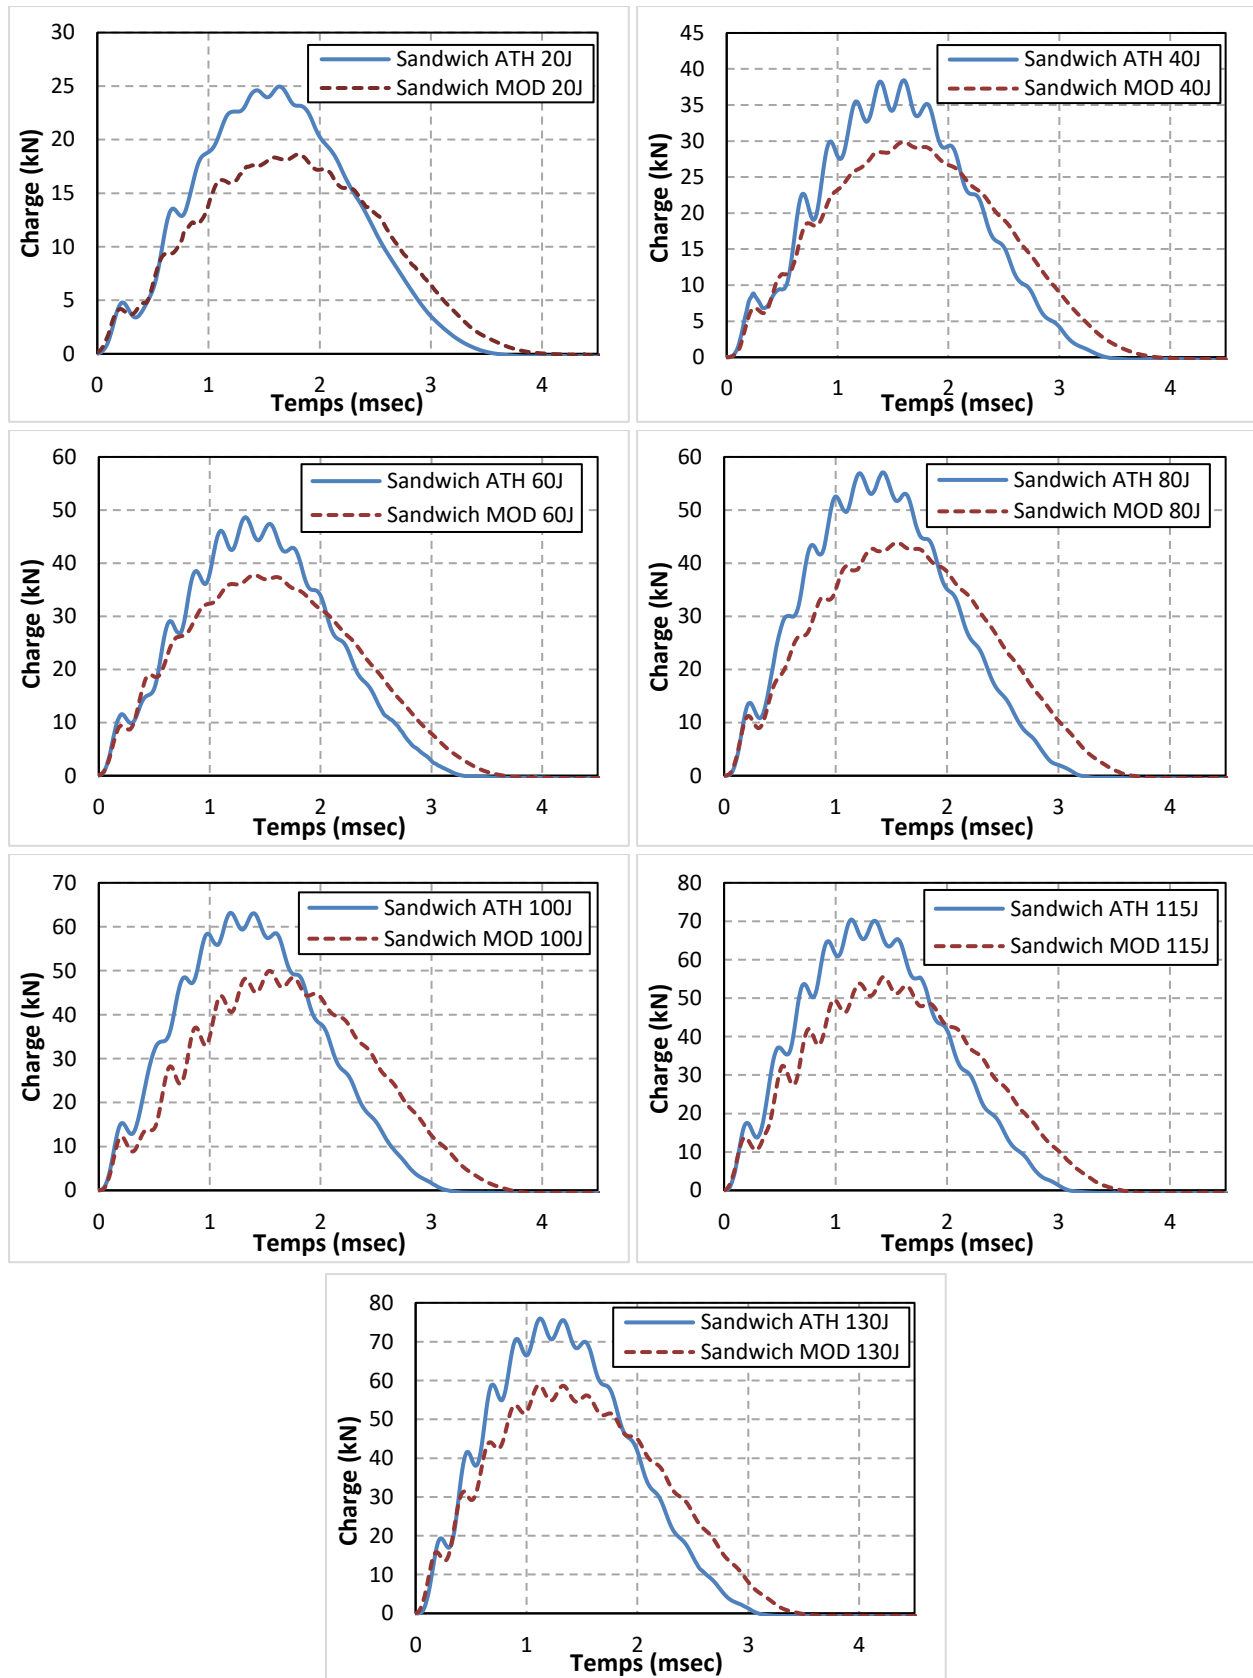 30
25
20
15
10
5
0
Charge (kN)
Sandwich ATH 20J
Sandwich MOD 20J
0 1 2 3 4
Temps (msec)
45
40
35
30
25
20
15
10
5
0
Charge (kN)
Sandwich ATH 40J
Sandwich MOD 40J
0 1 2 3 4
Temps (msec)
60
50
40
30
20
10
0
Charge (kN)
Sandwich ATH 60J
Sandwich MOD 60J
0 1 2 3 4
Temps (msec)
60
50
40
30
20
10
0
Charge (kN)
Sandwich ATH 80J
Sandwich MOD 80J
0 1 2 3 4
Temps (msec)
70
60
50
40
30
20
10
0
Charge (kN)
Sandwich ATH 100J
Sandwich MOD 100J
0 1 2 3 4
Temps (msec)
80
70
60
50
40
30
20
10
0
Charge (kN)
Sandwich ATH 115J
Sandwich MOD 115J
0 1 2 3 4
Temps (msec)
80
70
60
50
40
30
20
10
0
Charge (kN)
Sandwich ATH 130J
Sandwich MOD 130J
0 1 2 3 4
Temps (msec)